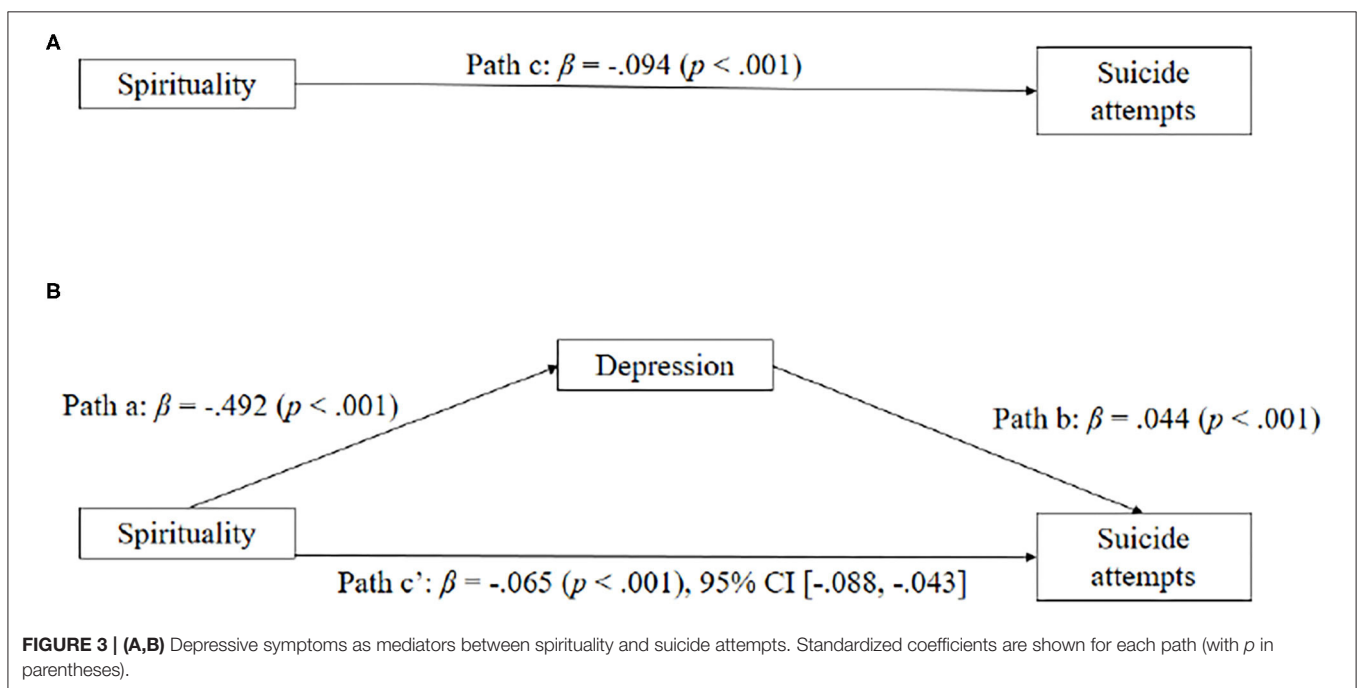 A
Path c: β = -.094 (p < .001)
Spirituality
Suicide
attempts
B
Depression
Path a: β = -.492 (p < .001)
Path b: β = .044 (p < .001)
Spirituality
Suicide
attempts
Path c’: β = -.065 (p < .001), 95% CI [-.088, -.043]
FIGURE 3 | (A,B) Depressive symptoms as mediators between spirituality and suicide attempts. Standardized coefficients are shown for each path (with p in
parentheses).